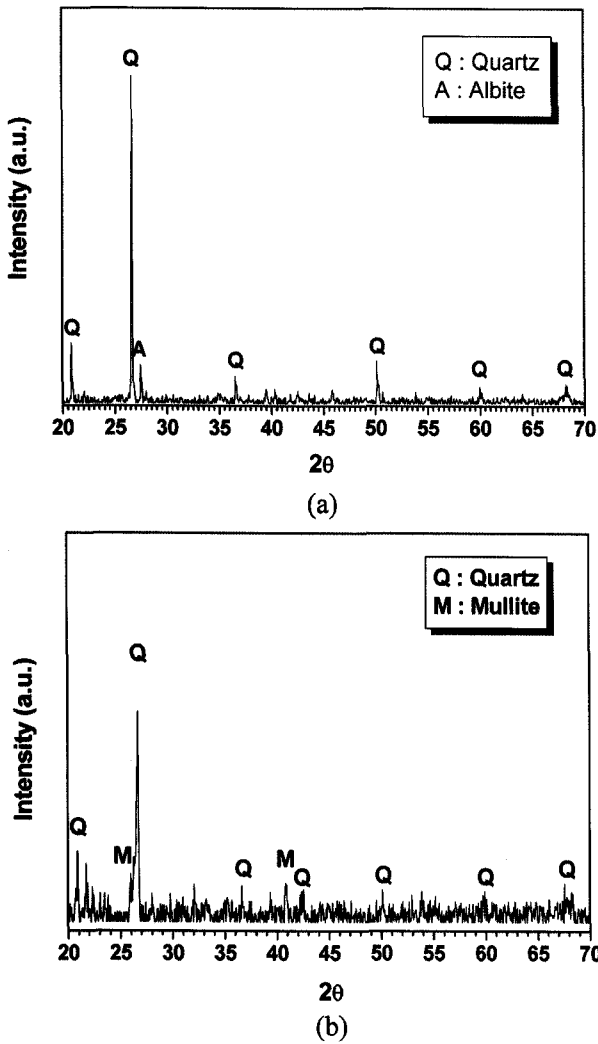 Q
Q : Quartz
A : Albite
Intensity (a.u.)
Q
A
Q
Q
Q
Q
20 25 30 35 40 45 50 55 60 65 70
2θ
(a)
Q : Quartz
M : Mullite
Q
Intensity (a.u.)
Q
M
Q
M
Q
Q
Q
Q
20 25 30 35 40 45 50 55 60 65 70
2θ
(b)